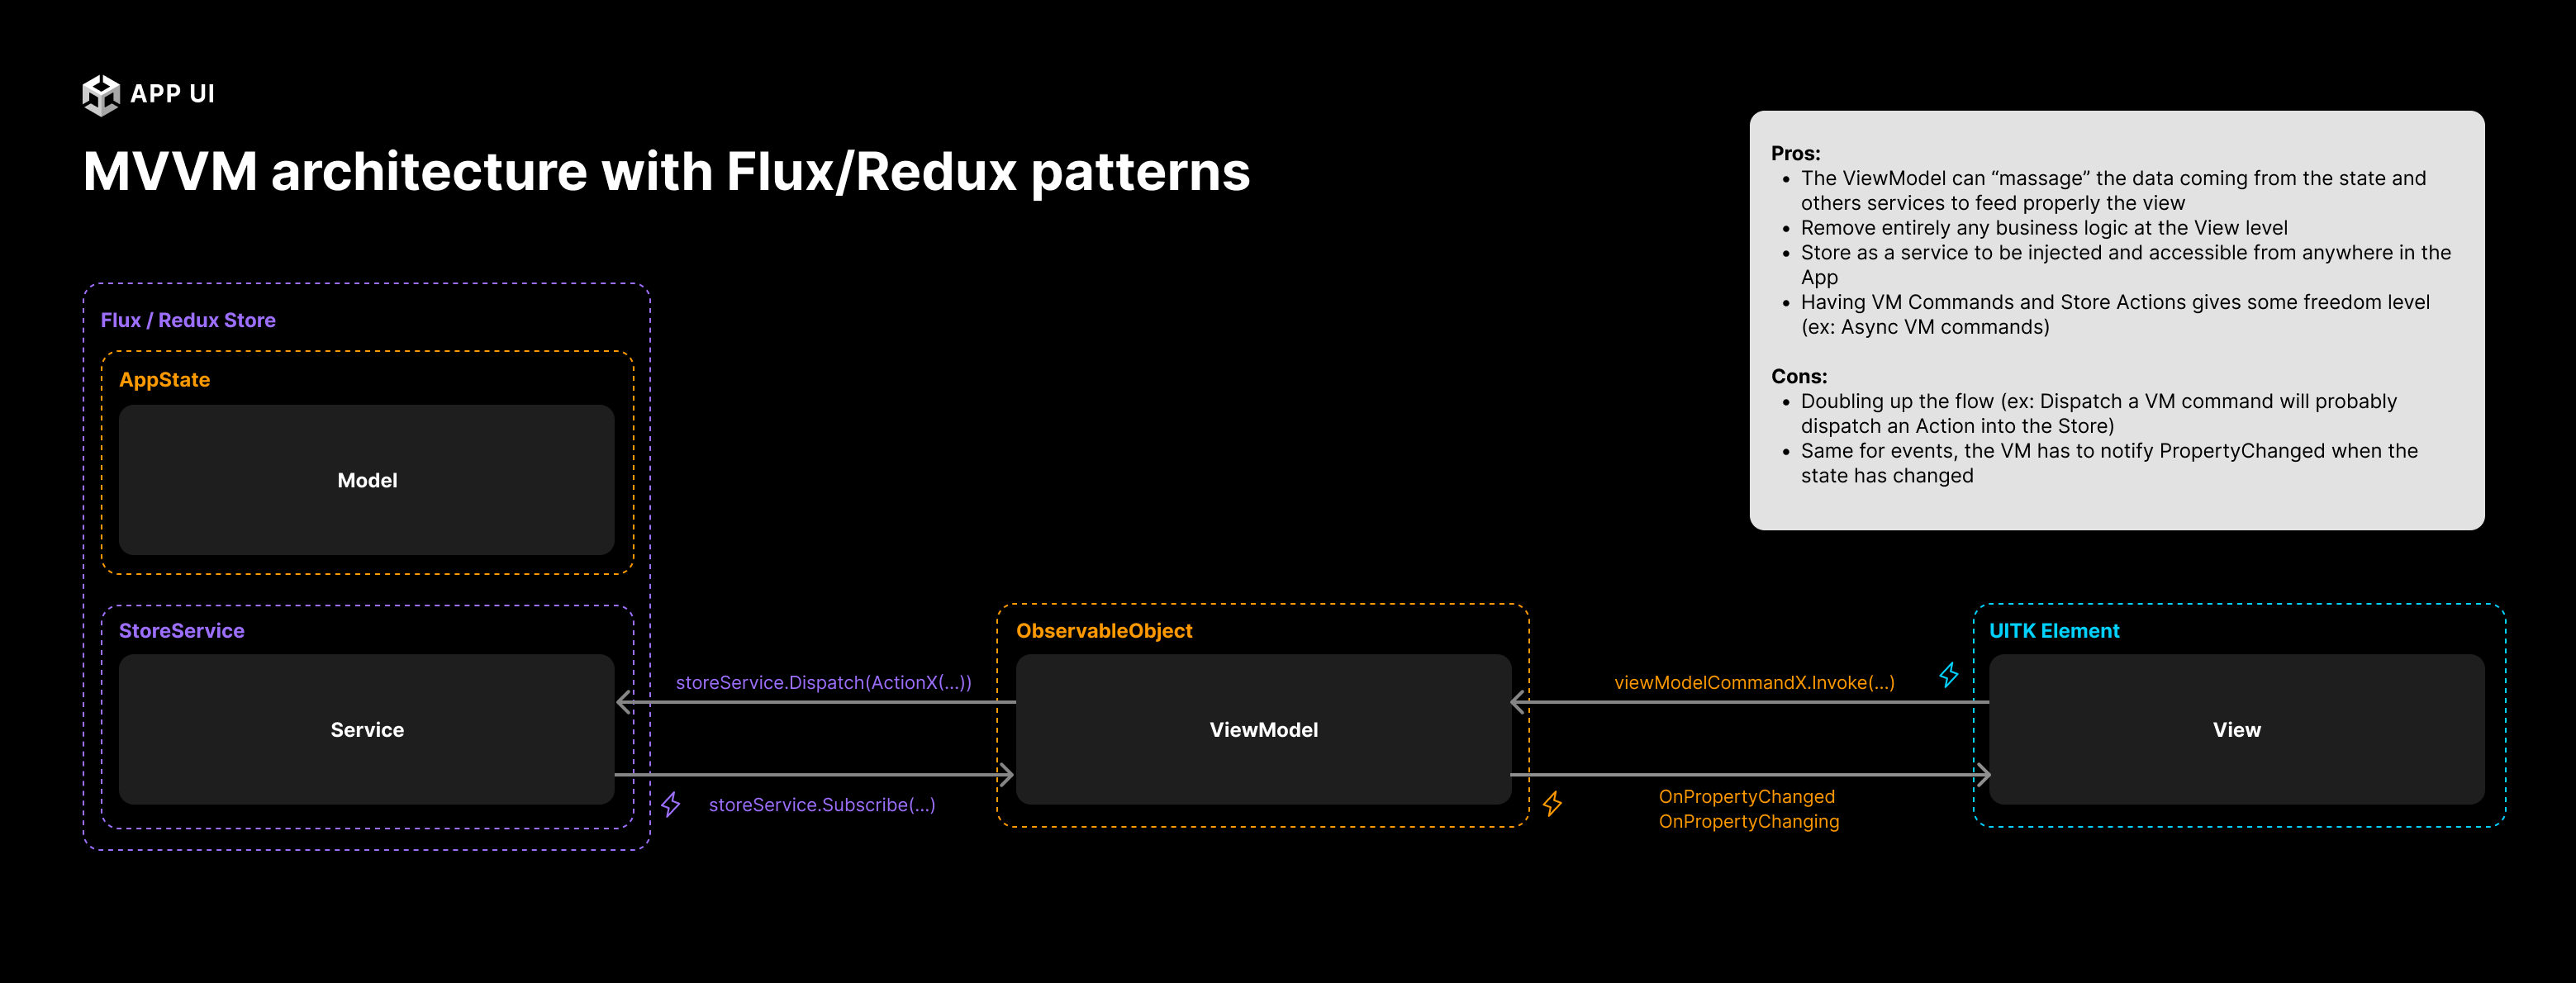 APP UI
MVVM architecture with Flux/Redux patterns
Pros:
• The ViewModel can “massage” the data coming from the state and
others services to feed properly the view
• Remove entirely any business logic at the View level
• Store as a service to be injected and accessible from anywhere in the
App
• Having VM Commands and Store Actions gives some freedom level
(ex: Async VM commands)
Cons:
• Doubling up the flow (ex: Dispatch a VM command will probably
dispatch an Action into the Store)
• Same for events, the VM has to notify PropertyChanged when the
state has changed
Flux / Redux Store
AppState
Model
StoreService
Service
storeService.Dispatch(ActionX(...))
storeService.Subscribe(...)
ObservableObject
ViewModel
viewModelCommandX.Invoke(...)
OnPropertyChanged
OnPropertyChanging
UITK Element
View